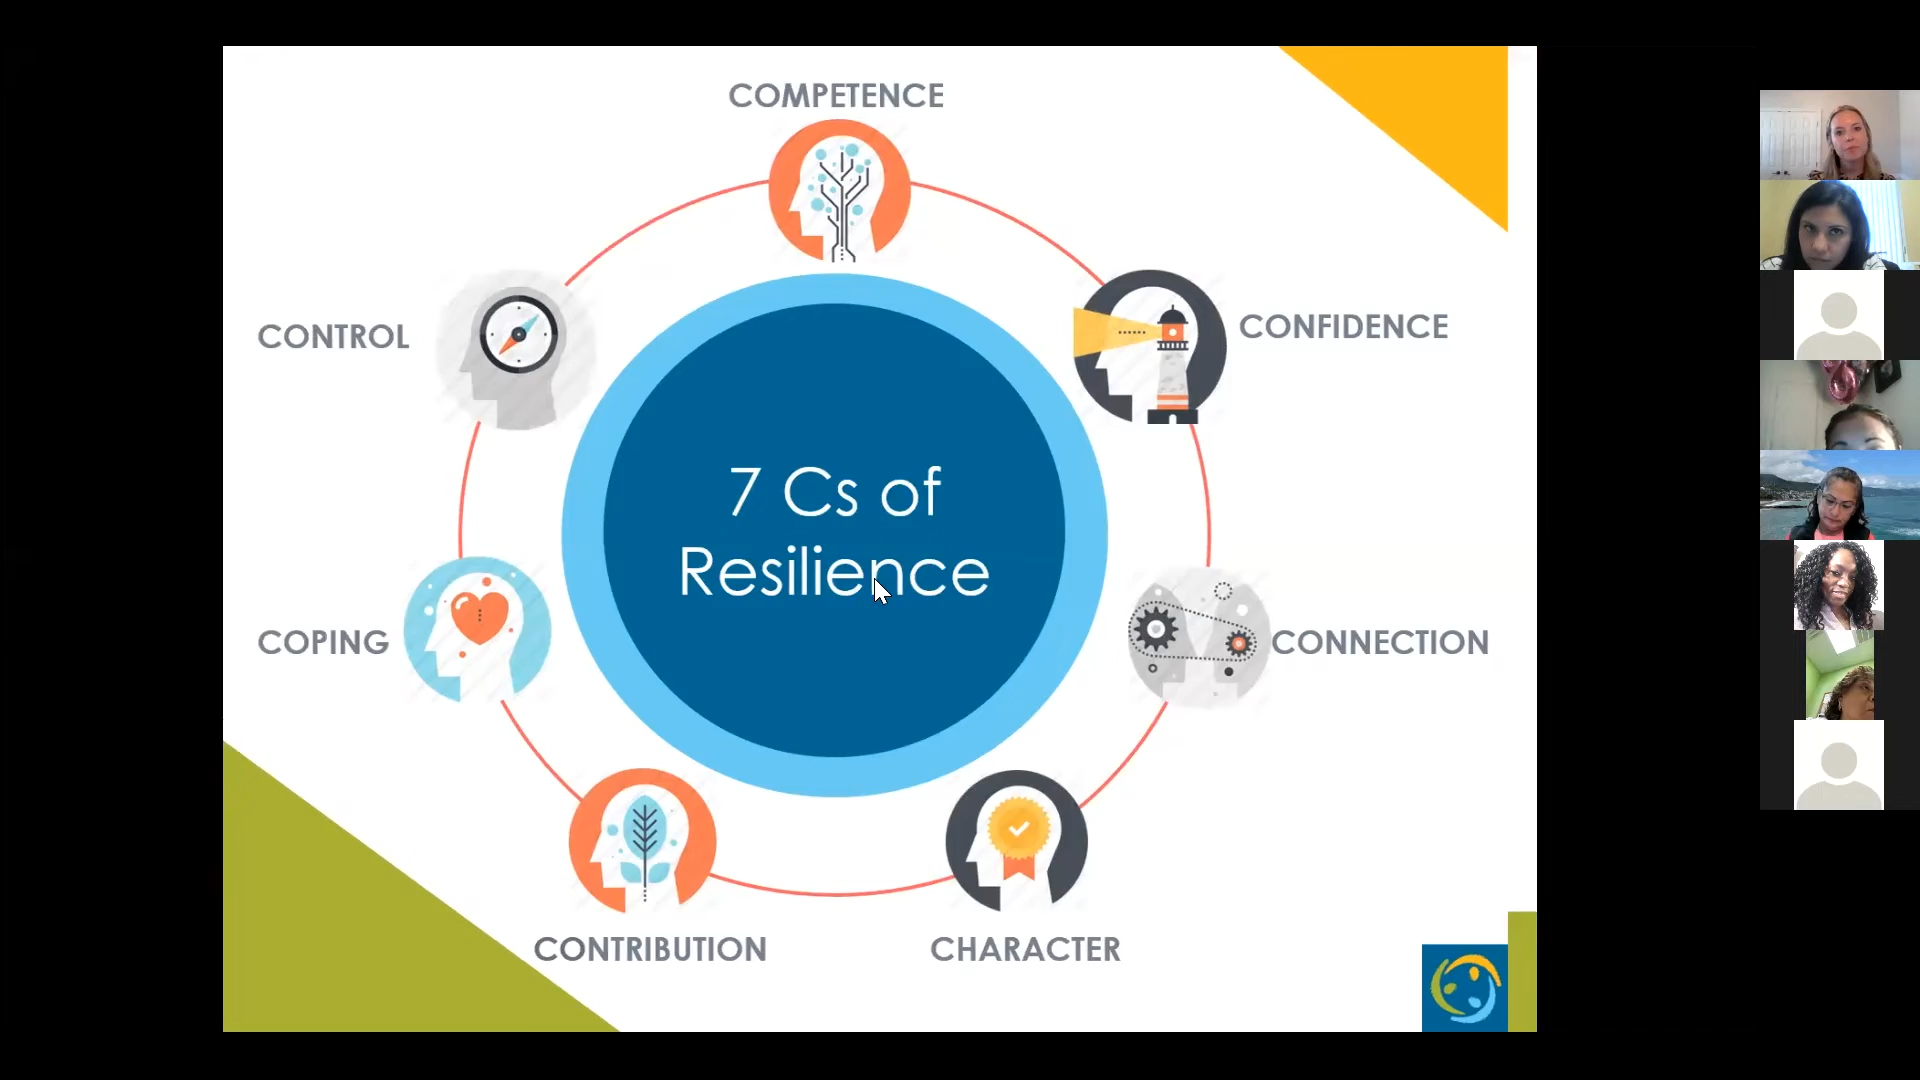 COMPETENCE
CONTROL
CONFIDENCE
7 Cs of
Resilience
COPING
CONNECTION
CONTRIBUTION
CHARACTER